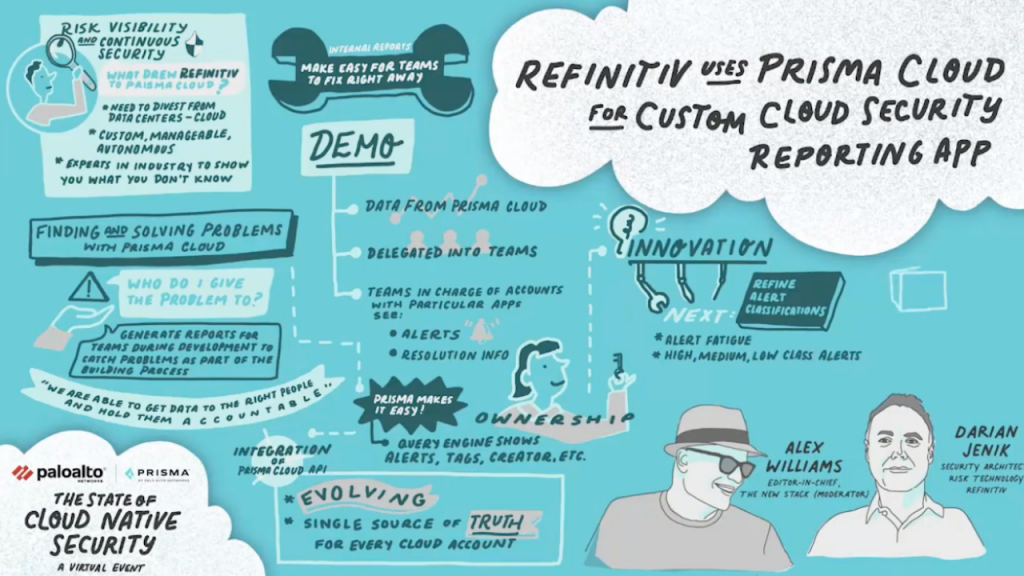 REFINITIV USES PRISMA CLOUD
FOR CUSTOM CLOUD SECURITY
REPORTING APP
RISK VISIBILITY
AND CONTINUOUS
SECURITY
WHAT DREW REFINITIV
TO PRISMA CLOUD?
* NEED TO DIVEST FROM
DATA CENTERS - CLOUD
* CUSTOM, MANAGEABLE,
AUTONOMOUS
* EXPERTS IN INDUSTRY TO SHOW
YOU WHAT YOU DON'T KNOW
INTERNAL REPORTS
MAKE EASY FOR TEAMS
TO FIX RIGHT AWAY
DEMO
DATA FROM PRISMA CLOUD
DELEGATED INTO TEAMS
TEAMS IN CHARGE OF ACCOUNTS
WITH PARTICULAR APPS
SEE:
• ALERTS
• RESOLUTION INFO
FINDING AND SOLVING PROBLEMS
WITH PRISMA CLOUD
WHO DO I GIVE
THE PROBLEM TO?
GENERATE REPORTS FOR
TEAMS DURING DEVELOPMENT TO
CATCH PROBLEMS AS PART OF THE
BUILDING PROCESS
"WE ARE ABLE TO GET DATA TO THE RIGHT PEOPLE
AND HOLD THEM ACCOUNTABLE"
PRISMA MAKES
IT EASY!
OWNERSHIP
QUERY ENGINE SHOWS
ALERTS, TAGS, CREATOR, ETC.
INTEGRATION
OF
PRISMA CLOUD API
* EVOLVING
* SINGLE SOURCE OF TRUTH
FOR EVERY CLOUD ACCOUNT
INNOVATION
NEXT:
REFINE
ALERT
CLASSIFICATIONS
* ALERT FATIGUE
* HIGH, MEDIUM, LOW CLASS ALERTS
ALEX
WILLIAMS
EDITOR-IN-CHIEF,
THE NEW STACK (MODERATOR)
DARIAN
JENIK
SECURITY ARCHITECT
RISK TECHNOLOGY
REFINITIV
paloalto
NETWORKS
PRISMA
BY PALO ALTO NETWORKS
THE STATE OF
CLOUD NATIVE
SECURITY
A VIRTUAL EVENT